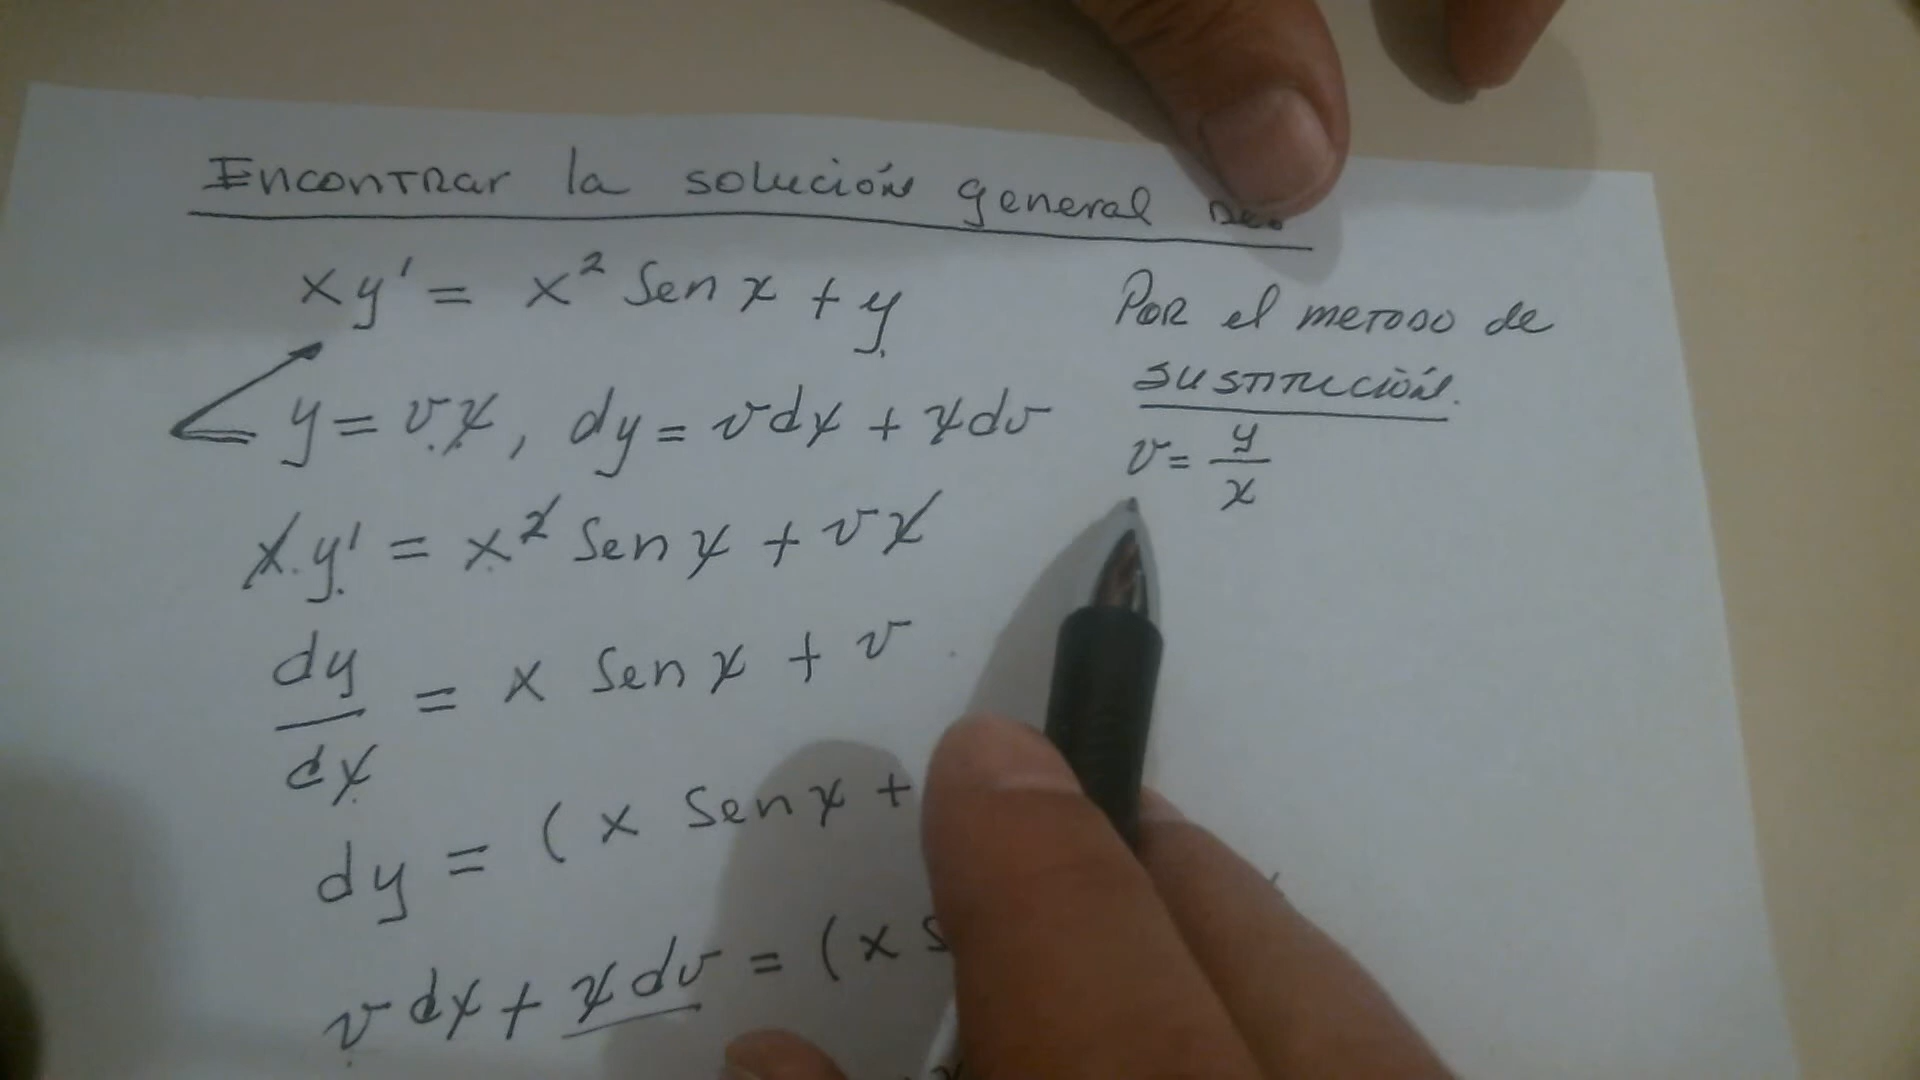 Encontrar la solución general de:
xy' = x² Sen x + y
Por el metodo de
sustitución.
y = vx, dy = vdx + xdv
v = y/x
x.y' = x² Sen x + vx
dy/dx = x Sen x + v
dy = (x Sen x +
vdx + xdv = (x s